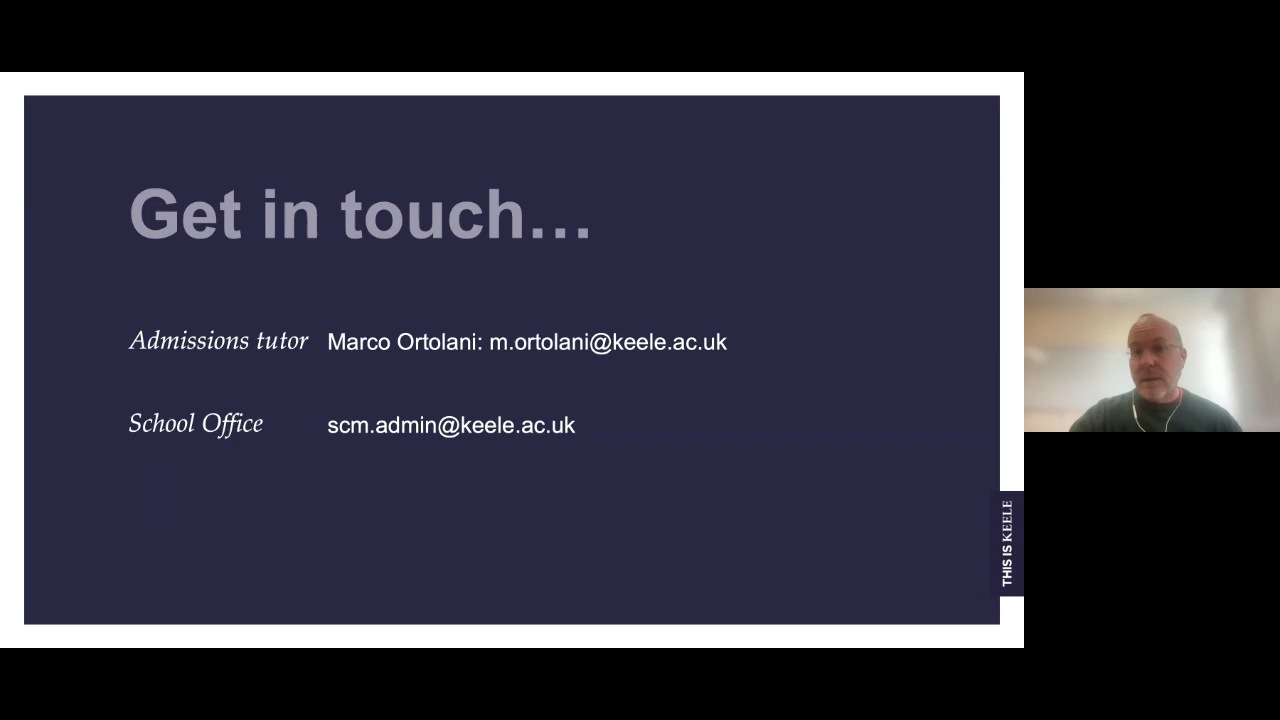 Get in touch…
Admissions tutor Marco Ortolani: m.ortolani@keele.ac.uk
School Office scm.admin@keele.ac.uk
THIS IS KEELE